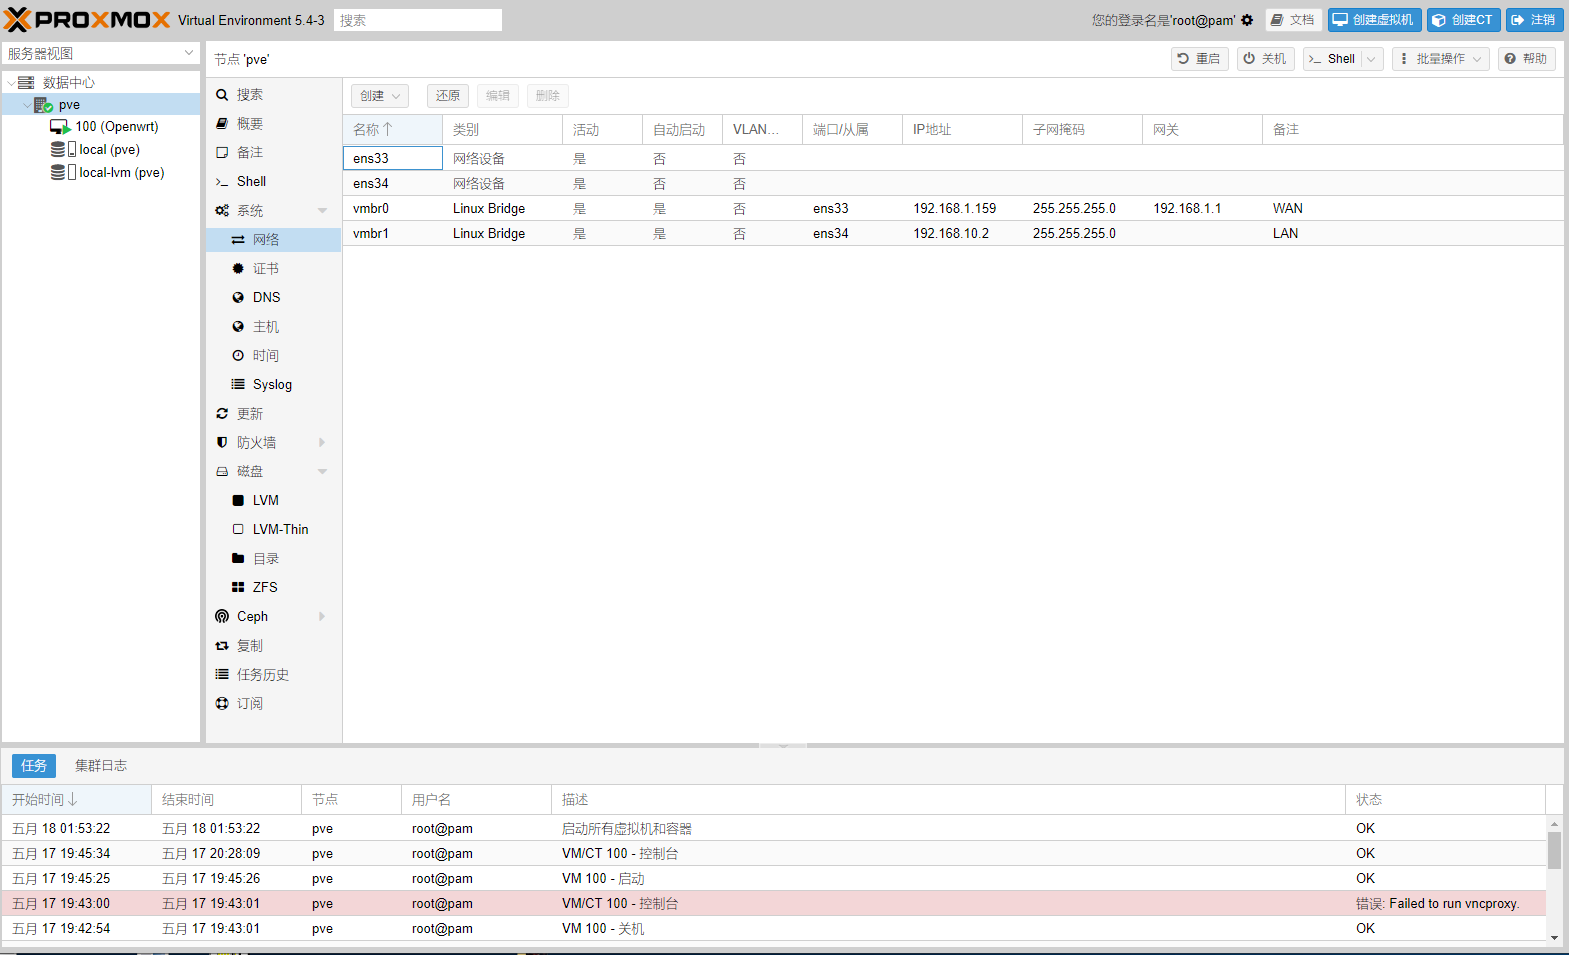 PROXMOX Virtual Environment 5.4-3 搜索 您的登录名是'root@pam' 文档 创建虚拟机 创建CT 注销
服务器视图
数据中心
pve
100 (Openwrt)
local (pve)
local-lvm (pve)
节点 'pve' 重启 关机 Shell 批量操作 帮助
搜索
概要
备注
Shell
系统
网络
证书
DNS
主机
时间
Syslog
更新
防火墙
磁盘
LVM
LVM-Thin
目录
ZFS
Ceph
复制
任务历史
订阅
创建 还原 编辑 删除
名称 类别 活动 自动启动 VLAN... 端口/从属 IP地址 子网掩码 网关 备注
ens33 网络设备 是 否 否
ens34 网络设备 是 否 否
vmbr0 Linux Bridge 是 是 否 ens33 192.168.1.159 255.255.255.0 192.168.1.1 WAN
vmbr1 Linux Bridge 是 是 否 ens34 192.168.10.2 255.255.255.0 LAN
任务 集群日志
开始时间 结束时间 节点 用户名 描述 状态
五月 18 01:53:22 五月 18 01:53:22 pve root@pam 启动所有虚拟机和容器 OK
五月 17 19:45:34 五月 17 20:28:09 pve root@pam VM/CT 100 - 控制台 OK
五月 17 19:45:25 五月 17 19:45:26 pve root@pam VM 100 - 启动 OK
五月 17 19:43:00 五月 17 19:43:01 pve root@pam VM/CT 100 - 控制台 错误: Failed to run vncproxy.
五月 17 19:42:54 五月 17 19:43:01 pve root@pam VM 100 - 关机 OK